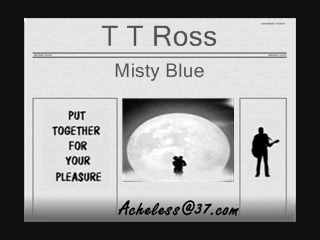 T T Ross
Misty Blue
PUT
TOGETHER
FOR
YOUR
PLEASURE
Acheless@37.com